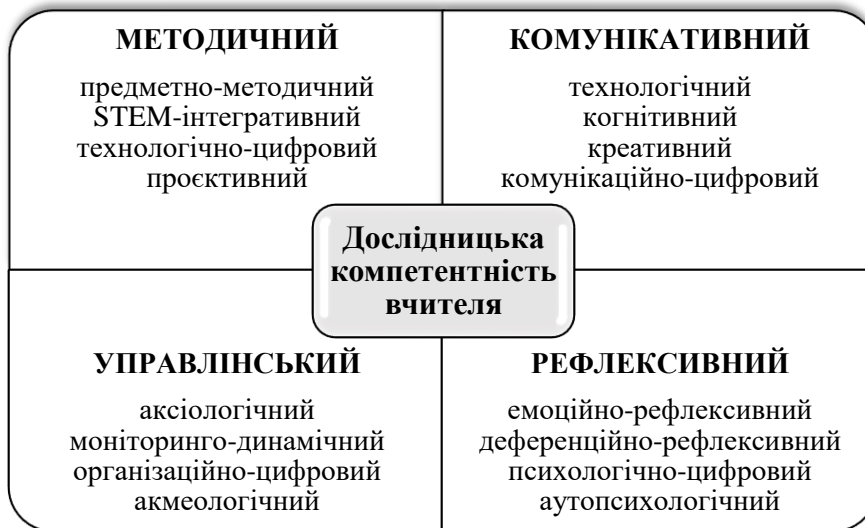 МЕТОДИЧНИЙ
предметно-методичний
STEM-інтегративний
технологічно-цифровий
проєктивний
КОМУНІКАТИВНИЙ
технологічний
когнітивний
креативний
комунікаційно-цифровий
Дослідницька
компетентність
вчителя
УПРАВЛІНСЬКИЙ
аксіологічний
моніторинго-динамічний
організаційно-цифровий
акмеологічний
РЕФЛЕКСИВНИЙ
емоційно-рефлексивний
деференційно-рефлексивний
психологічно-цифровий
аутопсихологічний